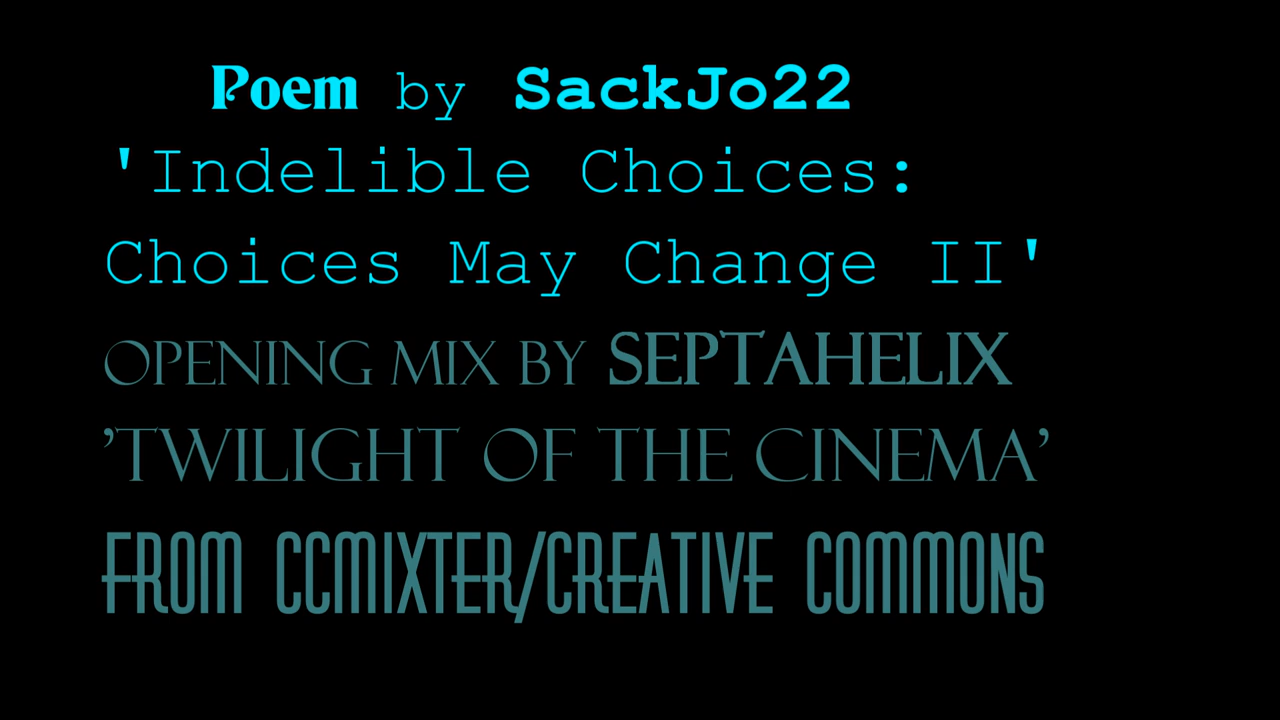 Poem by SackJo22
'Indelible Choices:
Choices May Change II'
OPENING MIX BY SEPTAHELIX
'TWILIGHT OF THE CINEMA'
FROM CCMIXTER/CREATIVE COMMONS